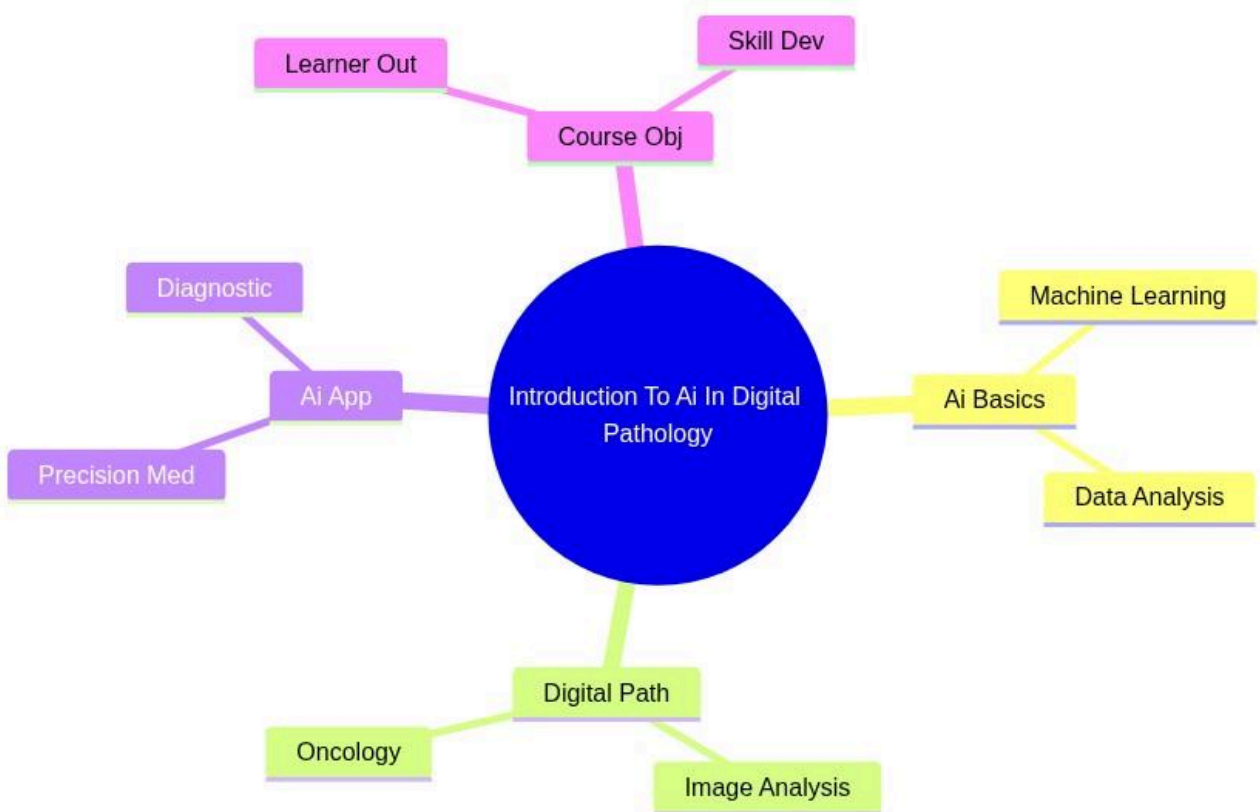 Skill Dev
Learner Out
Course Obj
Diagnostic
Machine Learning
Ai App
Introduction To Ai In Digital
Pathology
Ai Basics
Precision Med
Data Analysis
Digital Path
Oncology
Image Analysis